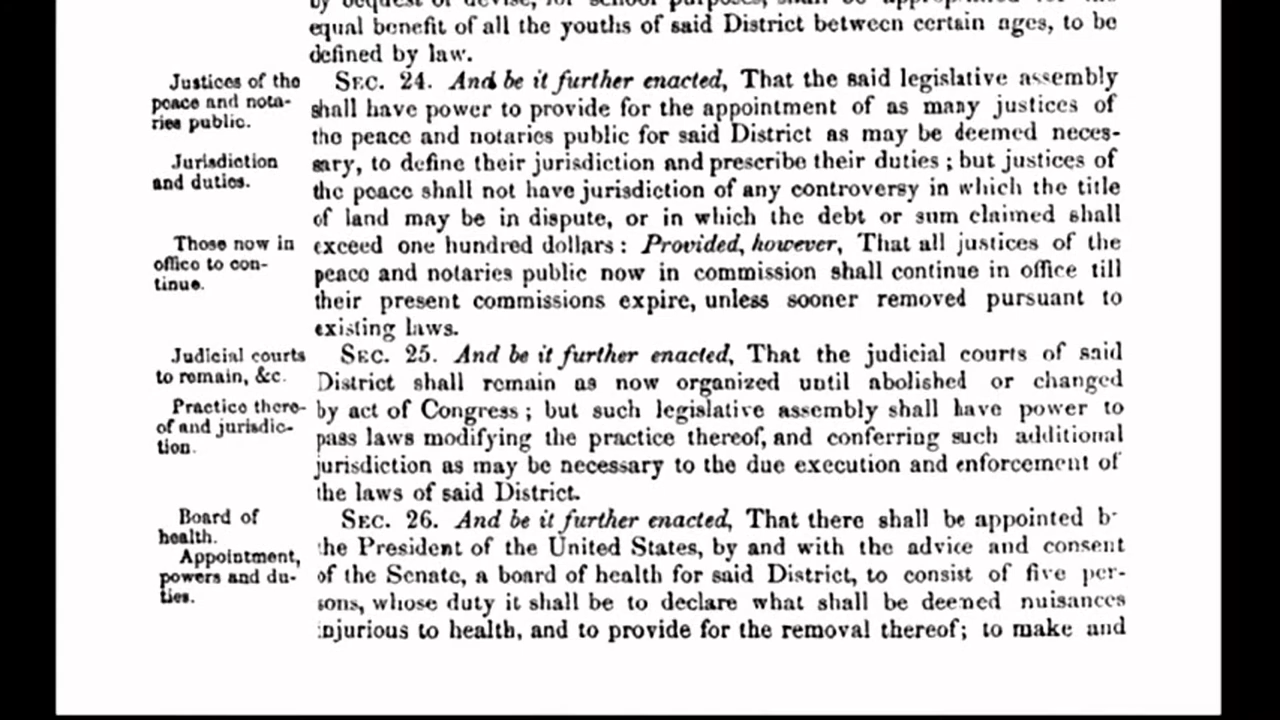 by bequest or devise, for school purposes, shall be appropriated for the
equal benefit of all the youths of said District between certain ages, to be
defined by law.
Justices of the
peace and nota-
ries public.
SEC. 24. And be it further enacted, That the said legislative assembly
shall have power to provide for the appointment of as many justices of
the peace and notaries public for said District as may be deemed neces-
Jurisdiction
and duties.
sary, to define their jurisdiction and prescribe their duties ; but justices of
the peace shall not have jurisdiction of any controversy in which the title
of land may be in dispute, or in which the debt or sum claimed shall
Those now in
office to con-
tinue.
exceed one hundred dollars : Provided, however, That all justices of the
peace and notaries public now in commission shall continue in office till
their present commissions expire, unless sooner removed pursuant to
existing laws.
Judicial courts
to remain, &c.
SEC. 25. And be it further enacted, That the judicial courts of said
District shall remain as now organized until abolished or changed
Practice there-
of and jurisdic-
tion.
by act of Congress ; but such legislative assembly shall have power to
pass laws modifying the practice thereof, and conferring such additional
jurisdiction as may be necessary to the due execution and enforcement of
the laws of said District.
Board of
health.
Appointment,
powers and du-
ties.
SEC. 26. And be it further enacted, That there shall be appointed b
the President of the United States, by and with the advice and consent
of the Senate, a board of health for said District, to consist of five per-
sons, whose duty it shall be to declare what shall be deemed nuisances
injurious to health, and to provide for the removal thereof; to make and